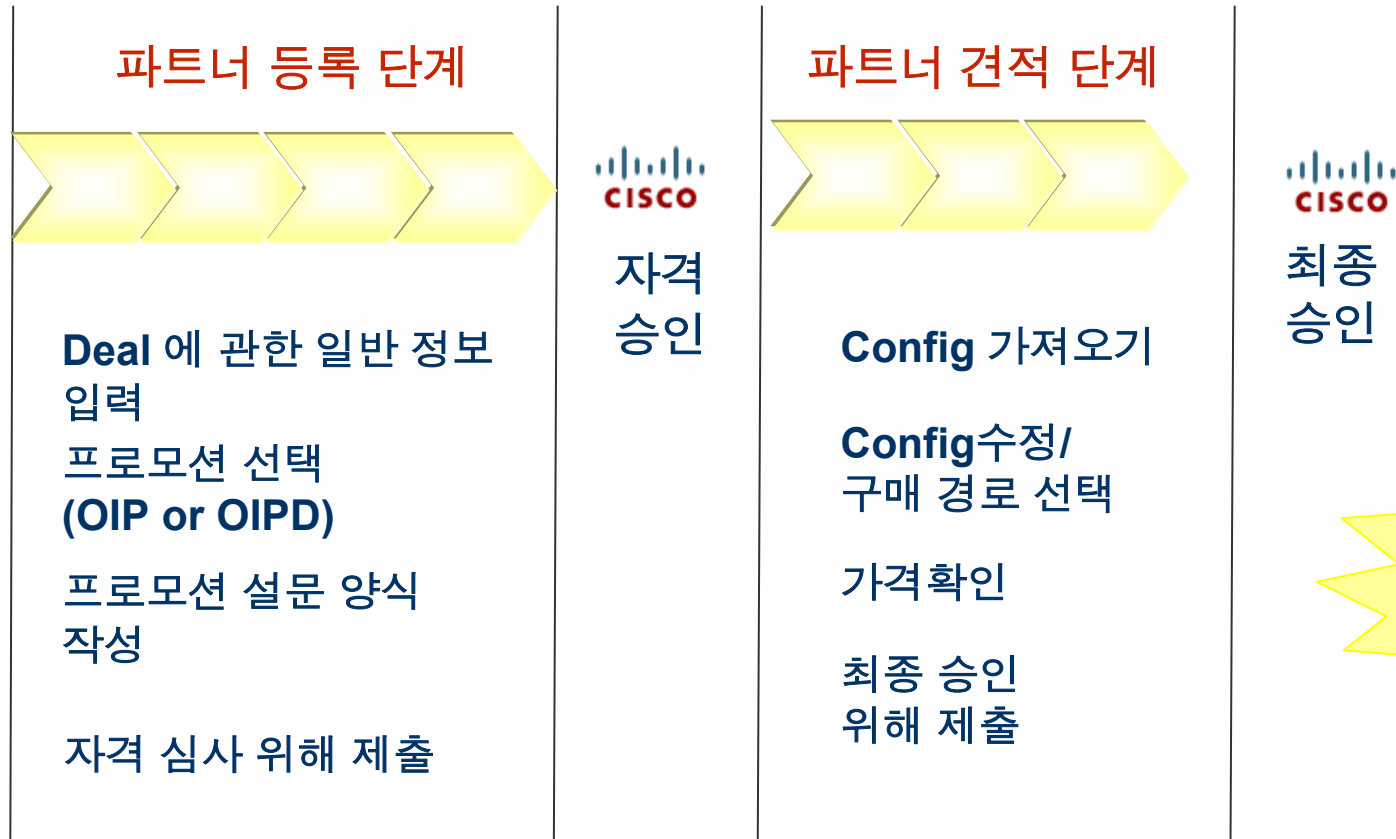 파트너 등록 단계
CISCO
자격
승인
Deal 에 관한 일반 정보
입력
프로모션 선택
(OIP or OIPD)
프로모션 설문 양식
작성
자격 심사 위해 제출
파트너 견적 단계
CISCO
최종
승인
Config 가져오기
Config수정/
구매 경로 선택
가격확인
최종 승인
위해 제출